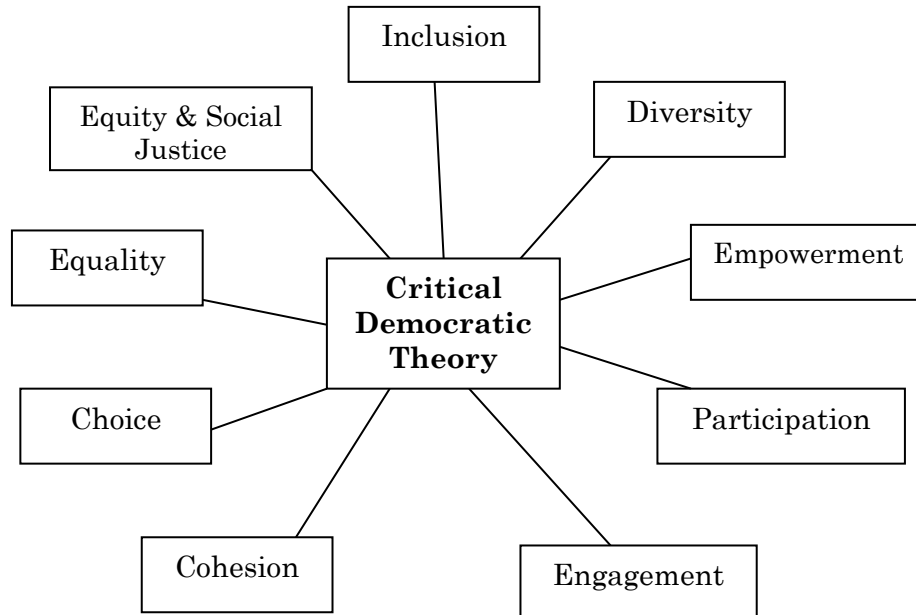 Inclusion
Diversity
Equity & Social
Justice
Equality
Empowerment
Critical
Democratic
Theory
Choice
Participation
Cohesion
Engagement